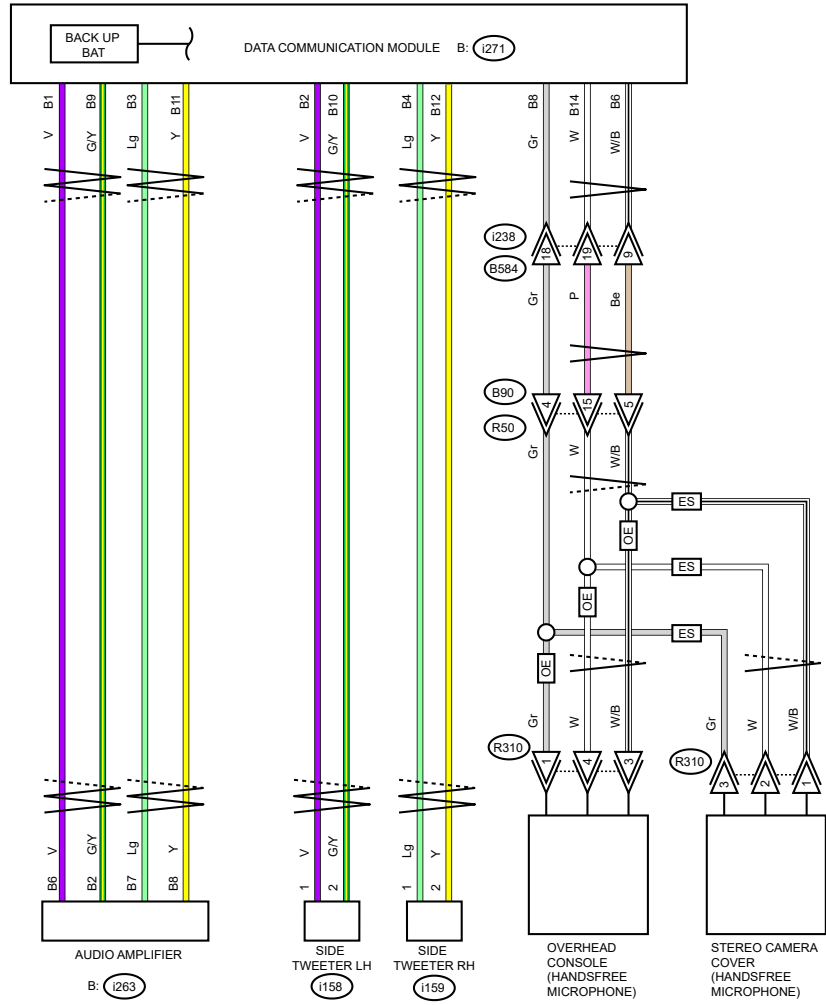 BACK UP
BAT
DATA COMMUNICATION MODULE B: i271
B1 B9 B3 B11 B2 B10 B4 B12 B8 B14 B6
V G/Y Lg Y V G/Y Lg Y Gr W W/B
i238
18 19 9
B584
Gr P Be
B90
4 15 5
R50
Gr W W/B
ES
OE
ES
OE
ES
OE
Gr W W/B Gr W W/B
R310
1 4 3
R310
3 2 1
V G/Y Lg Y V G/Y Lg Y
B6 B2 B7 B8 1 2 1 2
AUDIO AMPLIFIER
B: i263
SIDE
TWEETER LH
i158
SIDE
TWEETER RH
i159
OVERHEAD
CONSOLE
(HANDSFREE
MICROPHONE)
STEREO CAMERA
COVER
(HANDSFREE
MICROPHONE)